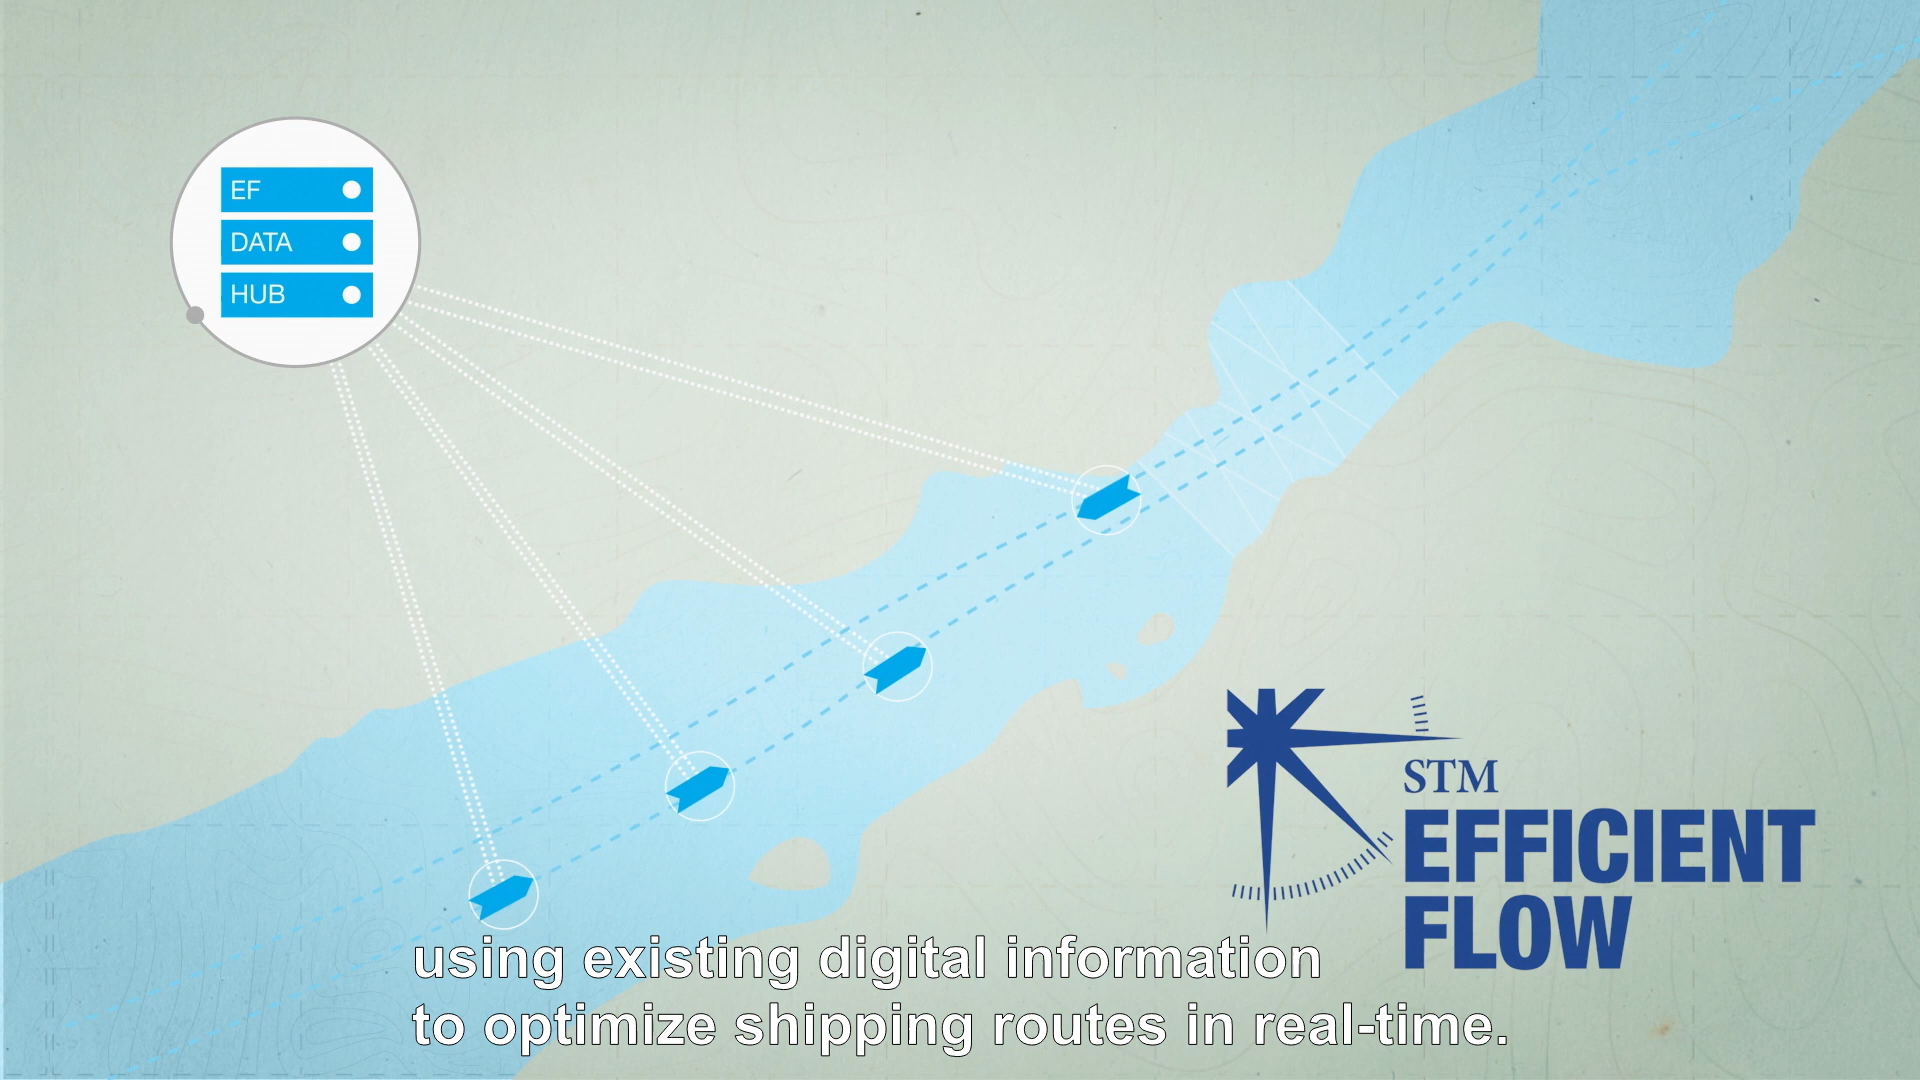 EF
DATA
HUB
STM
EFFICIENT
FLOW
using existing digital information
to optimize shipping routes in real-time.